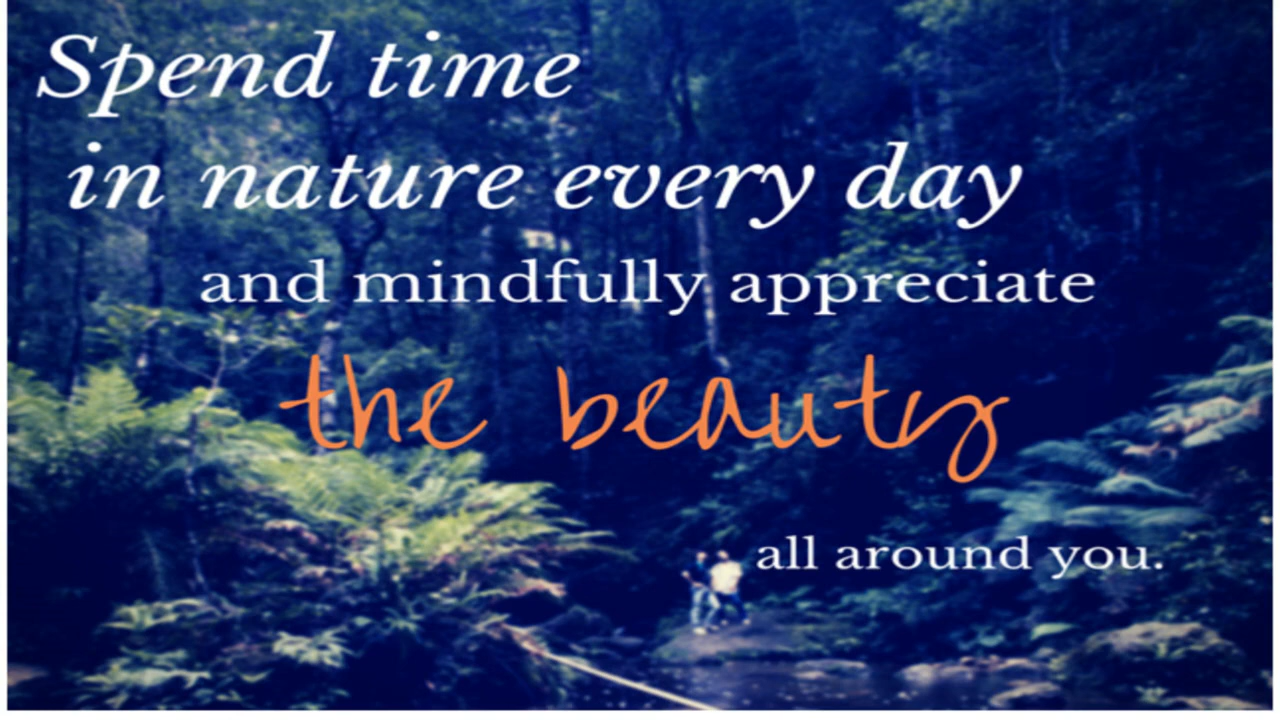 Spend time
in nature every day
and mindfully appreciate
the beauty
all around you.